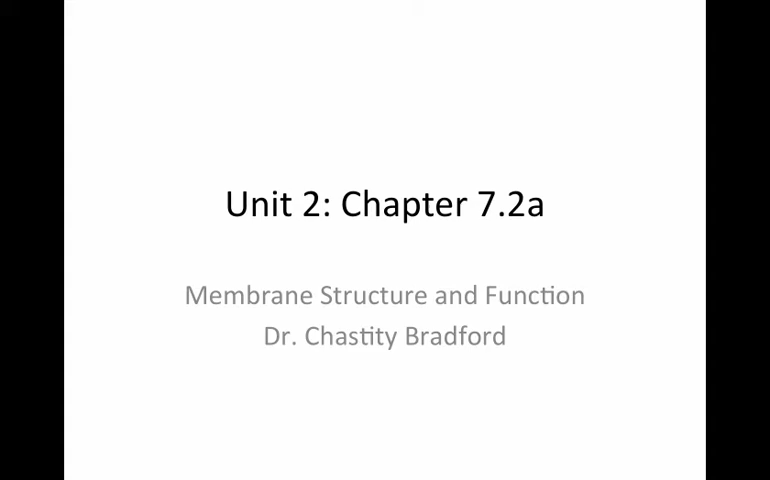 Unit 2: Chapter 7.2a
Membrane Structure and Function
Dr. Chastity Bradford